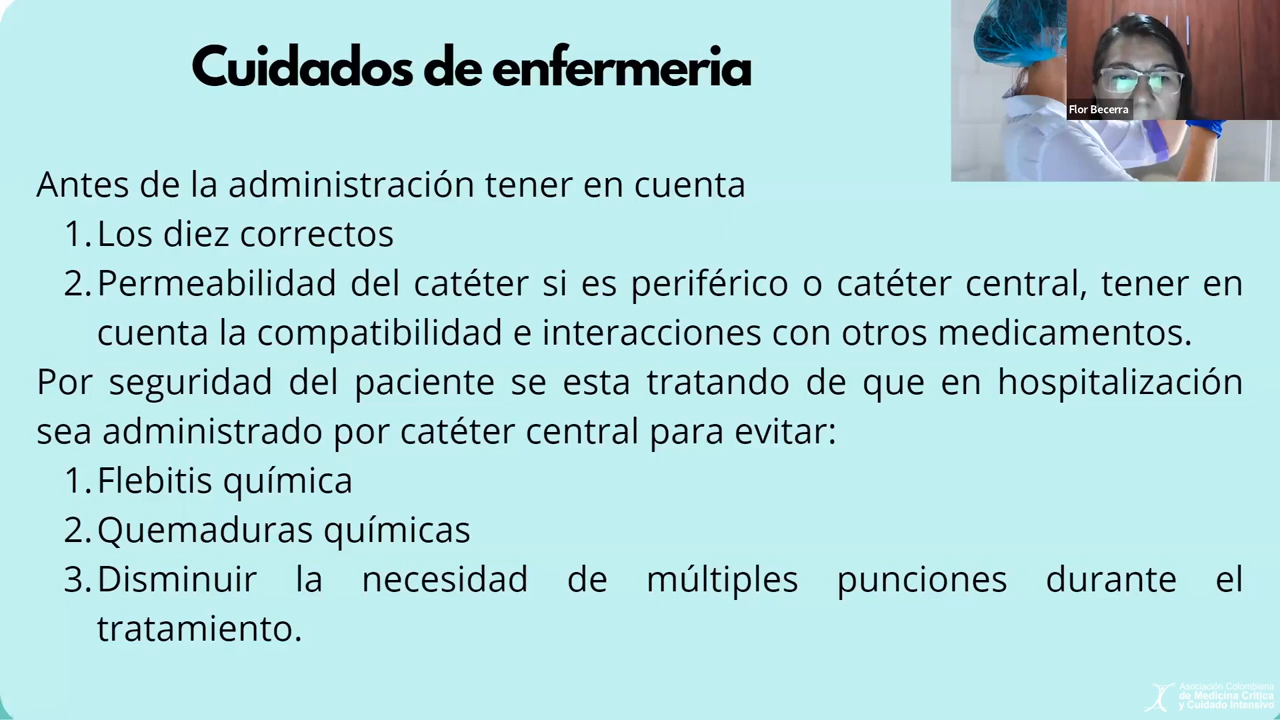 Cuidados de enfermeria
Flor Becerra
Antes de la administración tener en cuenta
1. Los diez correctos
2. Permeabilidad del catéter si es periférico o catéter central, tener en
cuenta la compatibilidad e interacciones con otros medicamentos.
Por seguridad del paciente se esta tratando de que en hospitalización
sea administrado por catéter central para evitar:
1. Flebitis química
2. Quemaduras químicas
3. Disminuir la necesidad de múltiples punciones durante el
tratamiento.
Asociación Colombiana
de Medicina Crítica
y Cuidado Intensivo